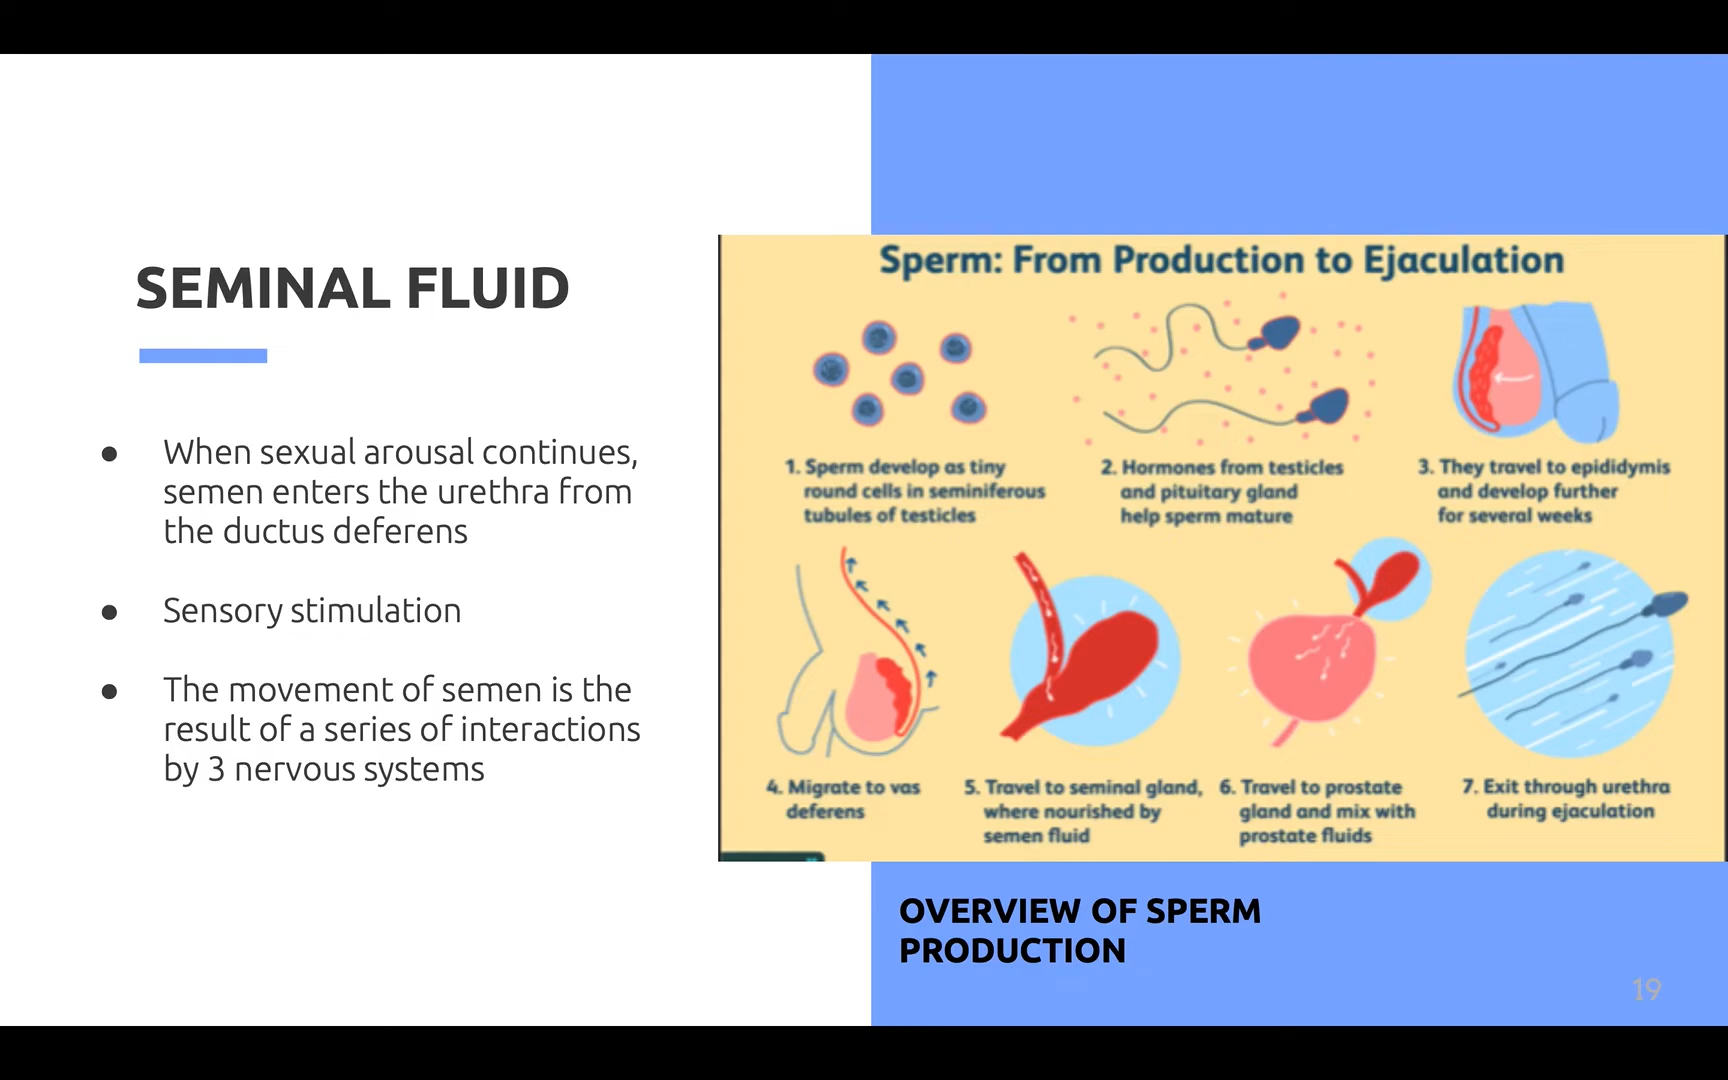 SEMINAL FLUID
● When sexual arousal continues,
semen enters the urethra from
the ductus deferens
● Sensory stimulation
● The movement of semen is the
result of a series of interactions
by 3 nervous systems
Sperm: From Production to Ejaculation
1. Sperm develop as tiny
round cells in seminiferous
tubules of testicles
2. Hormones from testicles
and pituitary gland
help sperm mature
3. They travel to epididymis
and develop further
for several weeks
4. Migrate to vas
deferens
5. Travel to seminal gland,
where nourished by
semen fluid
6. Travel to prostate
gland and mix with
prostate fluids
7. Exit through urethra
during ejaculation
OVERVIEW OF SPERM
PRODUCTION
19